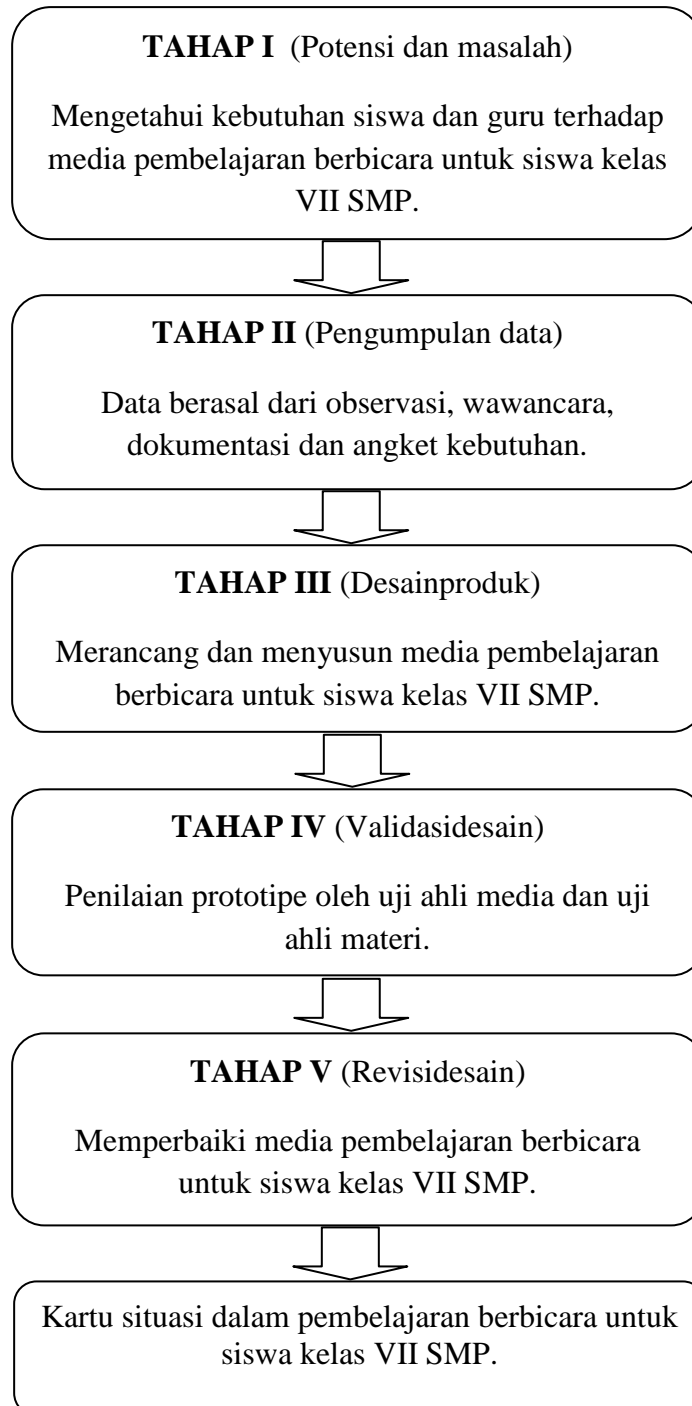 TAHAP I (Potensi dan masalah)
Mengetahui kebutuhan siswa dan guru terhadap
media pembelajaran berbicara untuk siswa kelas
VII SMP.
TAHAP II (Pengumpulan data)
Data berasal dari observasi, wawancara,
dokumentasi dan angket kebutuhan.
TAHAP III (Desainproduk)
Merancang dan menyusun media pembelajaran
berbicara untuk siswa kelas VII SMP.
TAHAP IV (Validasidesain)
Penilaian prototipe oleh uji ahli media dan uji
ahli materi.
TAHAP V (Revisidesain)
Memperbaiki media pembelajaran berbicara
untuk siswa kelas VII SMP.
Kartu situasi dalam pembelajaran berbicara untuk
siswa kelas VII SMP.